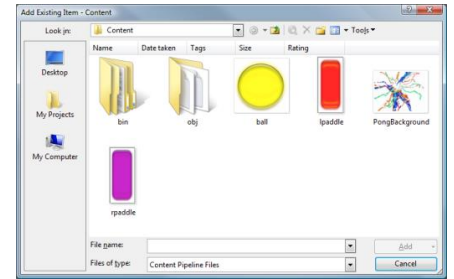 Add Existing Item - Content
Look in: Content Tools
Name Date taken Tags Size Rating
Desktop
My Projects
My Computer
bin obj ball lpaddle PongBackground
rpaddle
File name: Add
Files of type: Content Pipeline Files Cancel